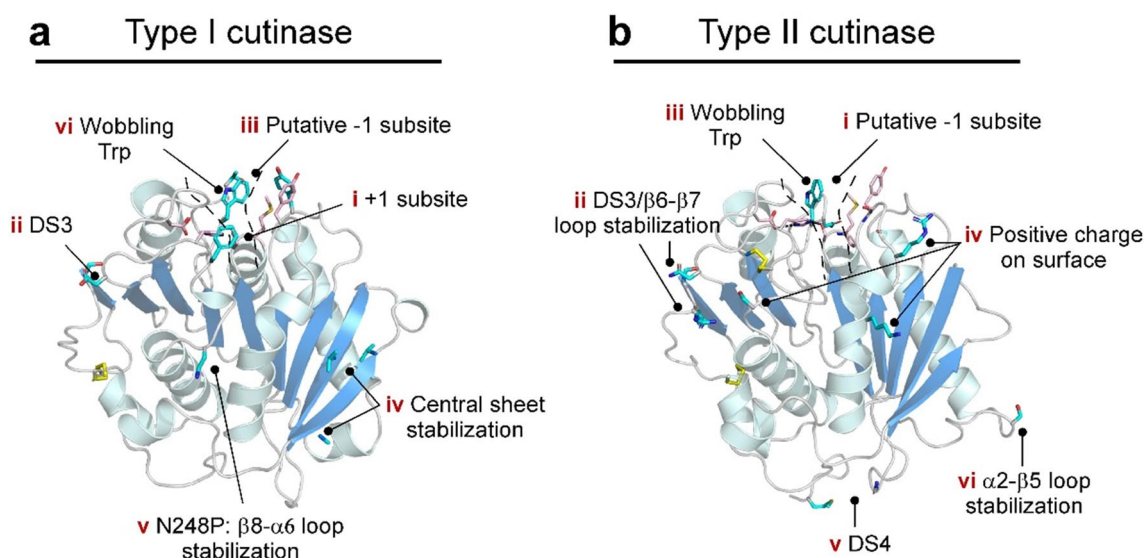 a Type I cutinase
vi Wobbling
Trp
iii Putative -1 subsite
i +1 subsite
ii DS3
iv Central sheet
stabilization
v N248P: β8-α6 loop
stabilization
b Type II cutinase
iii Wobbling
Trp
i Putative -1 subsite
ii DS3/β6-β7
loop stabilization
iv Positive charge
on surface
vi α2-β5 loop
stabilization
v DS4